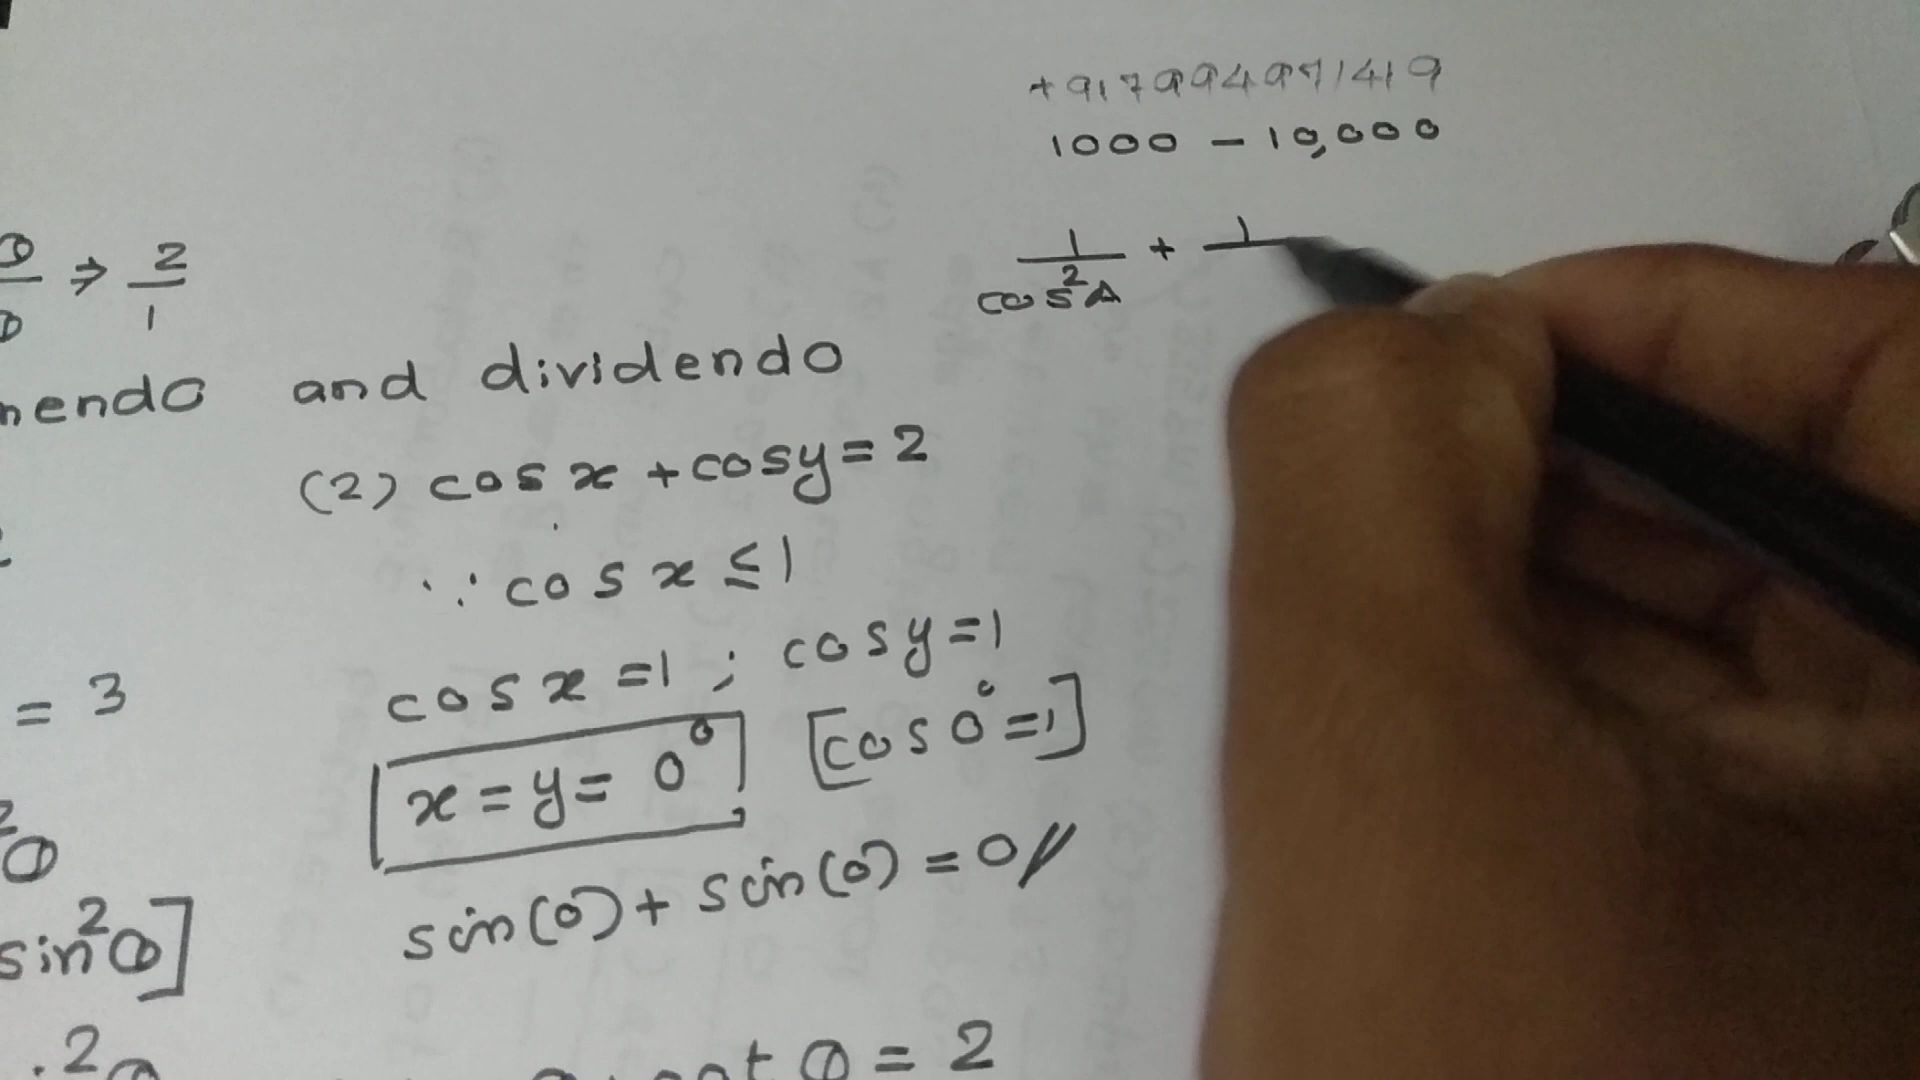 +917994971419
1000 - 10,000
1/cos²A + 1/
⇒ 2/1
and dividendo
(2) cos x + cos y = 2
∵ cos x ≤ 1
= 3
cos x = 1 ; cos y = 1
x = y = 0° [cos 0° = 1]
sin(0) + sin(0) = 0//
sin²θ]
θ = 2